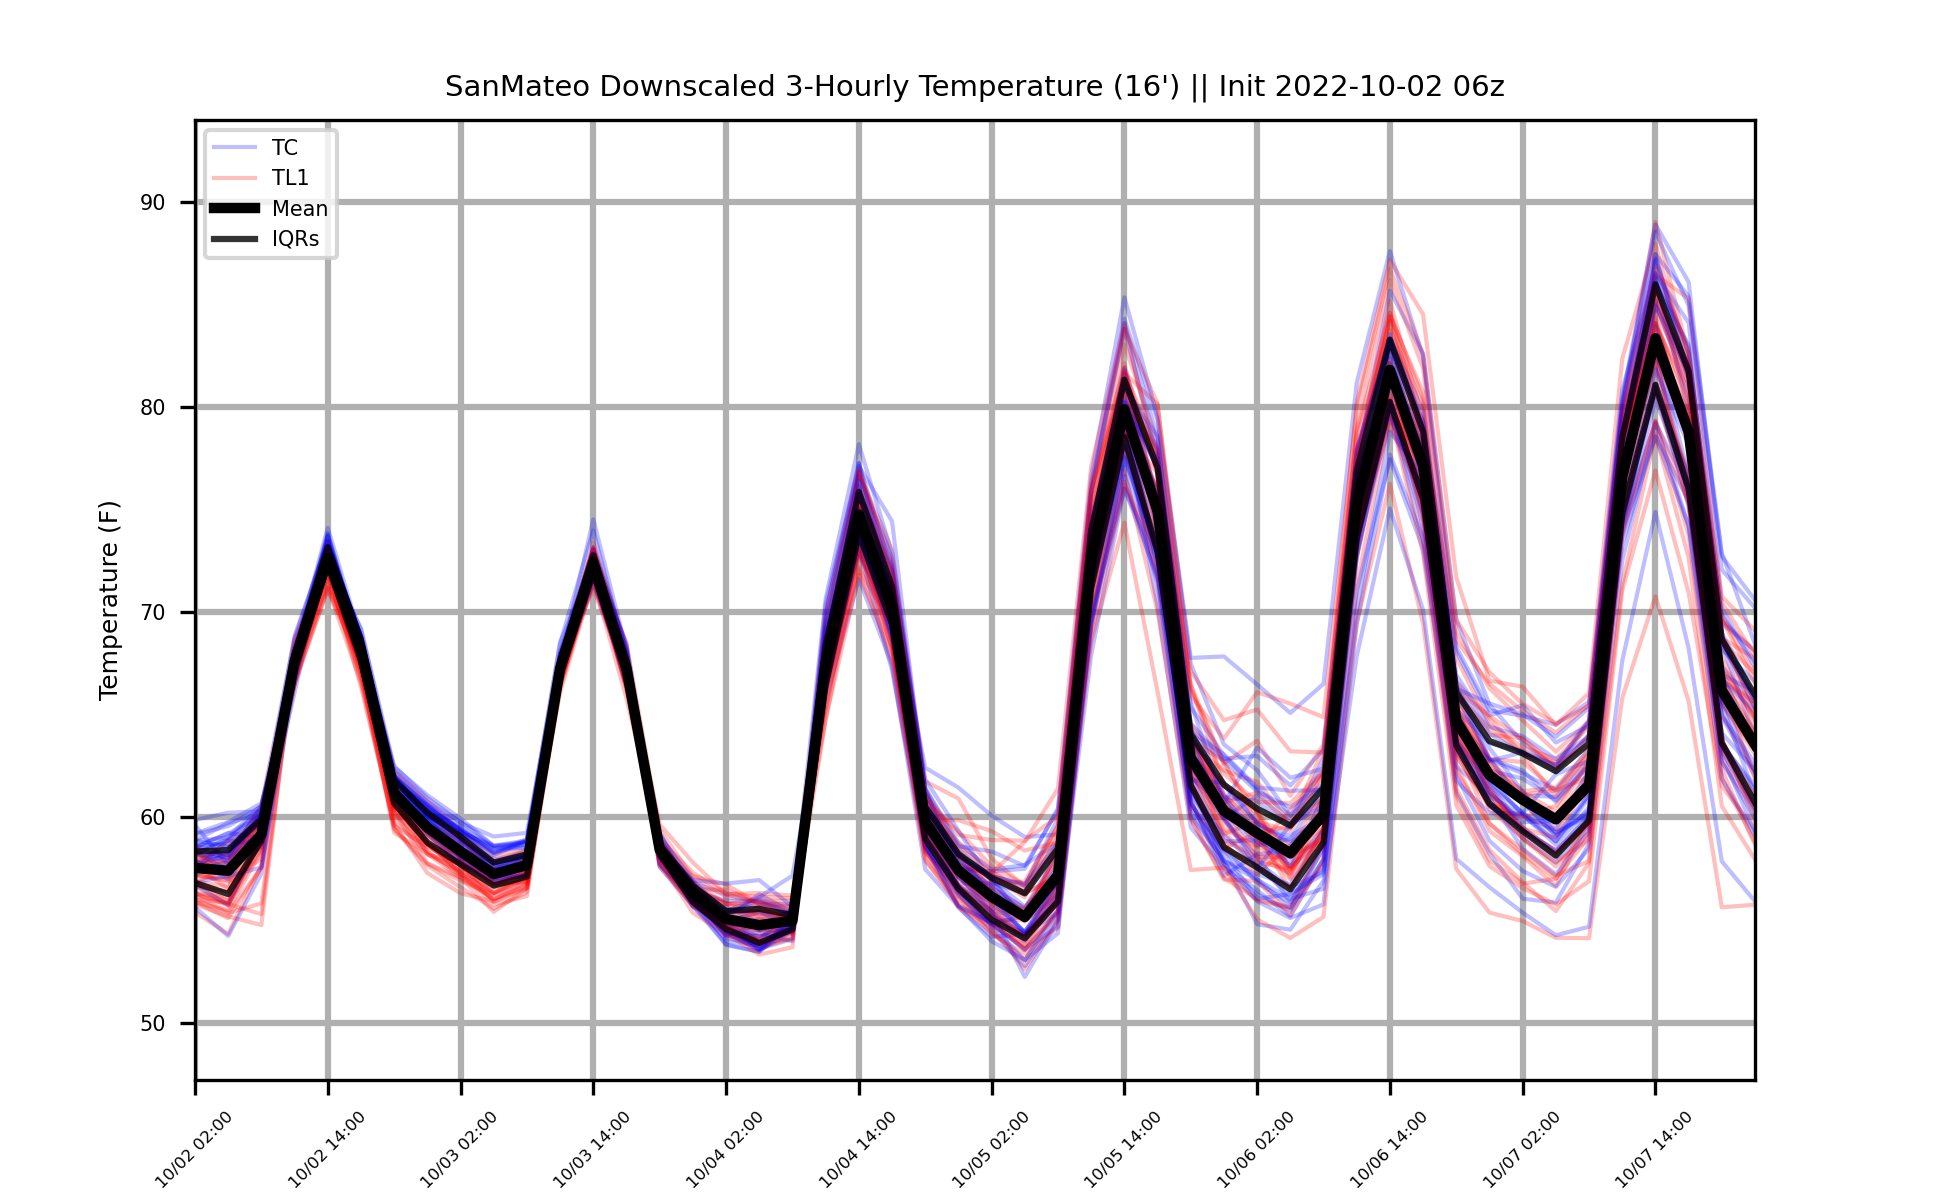 SanMateo Downscaled 3-Hourly Temperature (16') || Init 2022-10-02 06z
TC
TL1
Mean
IQRs
Temperature (F)
90
80
70
60
50
10/02 02:00
10/02 14:00
10/03 02:00
10/03 14:00
10/04 02:00
10/04 14:00
10/05 02:00
10/05 14:00
10/06 02:00
10/06 14:00
10/07 02:00
10/07 14:00